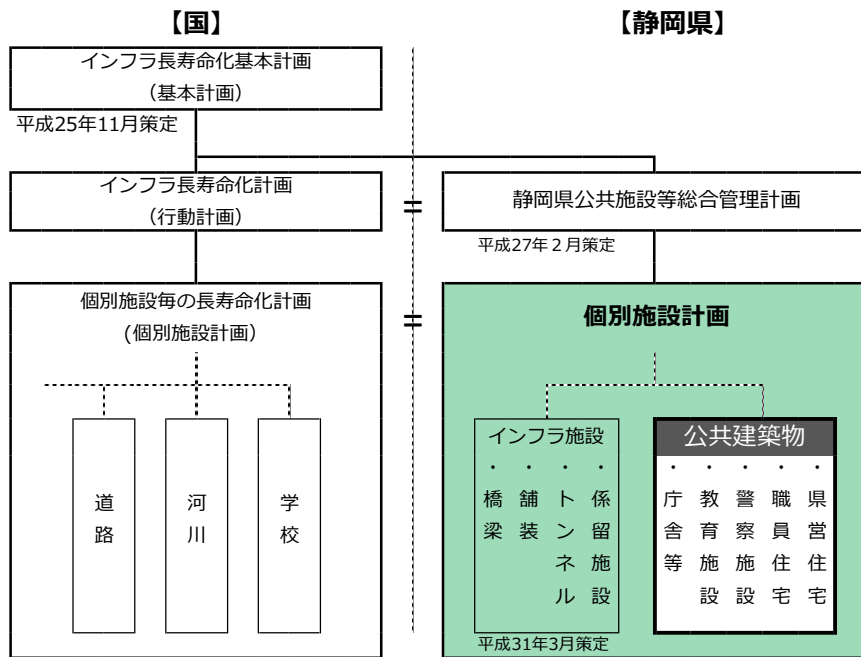 【国】
【静岡県】
インフラ長寿命化基本計画
（基本計画）
平成25年11月策定
インフラ長寿命化計画
（行動計画）
=
静岡県公共施設等総合管理計画
平成27年２月策定
個別施設毎の長寿命化計画
(個別施設計画）
=
個別施設計画
道路
河川
学校
インフラ施設
・橋梁
・舗装
・トンネル
・係留施設
平成31年3月策定
公共建築物
・庁舎等
・教育施設
・警察施設
・職員住宅
・県営住宅